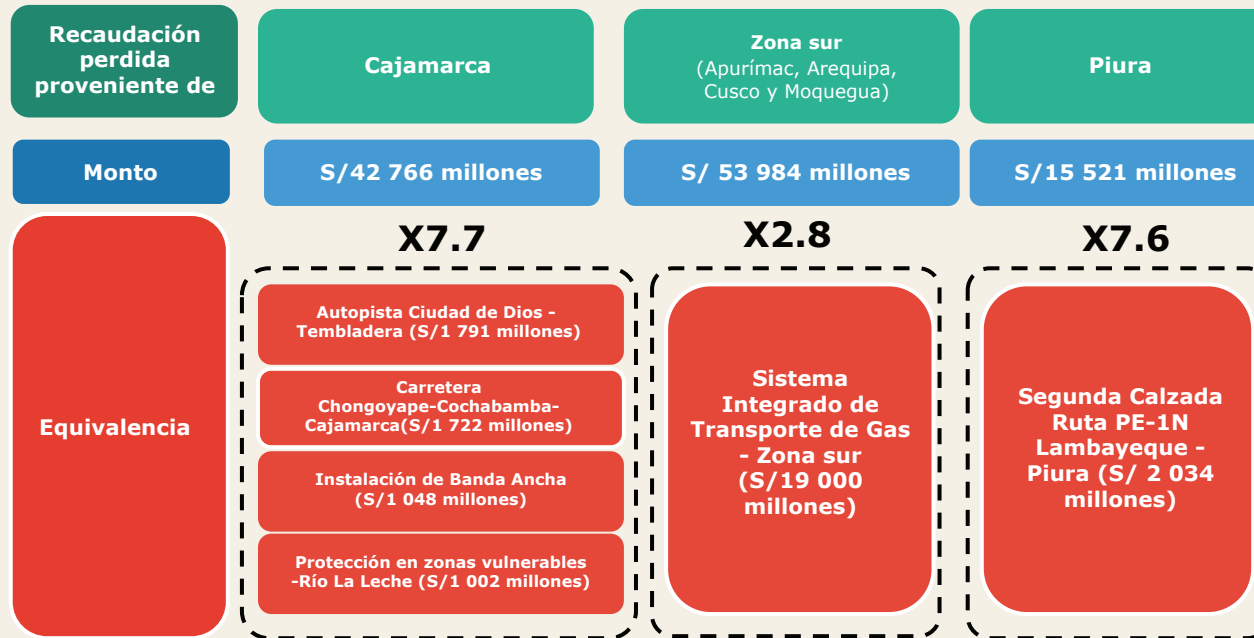 Recaudación
perdida
proveniente de
Cajamarca
Zona sur
(Apurímac, Arequipa,
Cusco y Moquegua)
Piura
Monto
S/42 766 millones
S/ 53 984 millones
S/15 521 millones
Equivalencia
X7.7
Autopista Ciudad de Dios -
Tembladera (S/1 791 millones)
Carretera
Chongoyape-Cochabamba-
Cajamarca(S/1 722 millones)
Instalación de Banda Ancha
(S/1 048 millones)
Protección en zonas vulnerables
-Río La Leche (S/1 002 millones)
X2.8
Sistema
Integrado de
Transporte de Gas
- Zona sur
(S/19 000
millones)
X7.6
Segunda Calzada
Ruta PE-1N
Lambayeque -
Piura (S/ 2 034
millones)